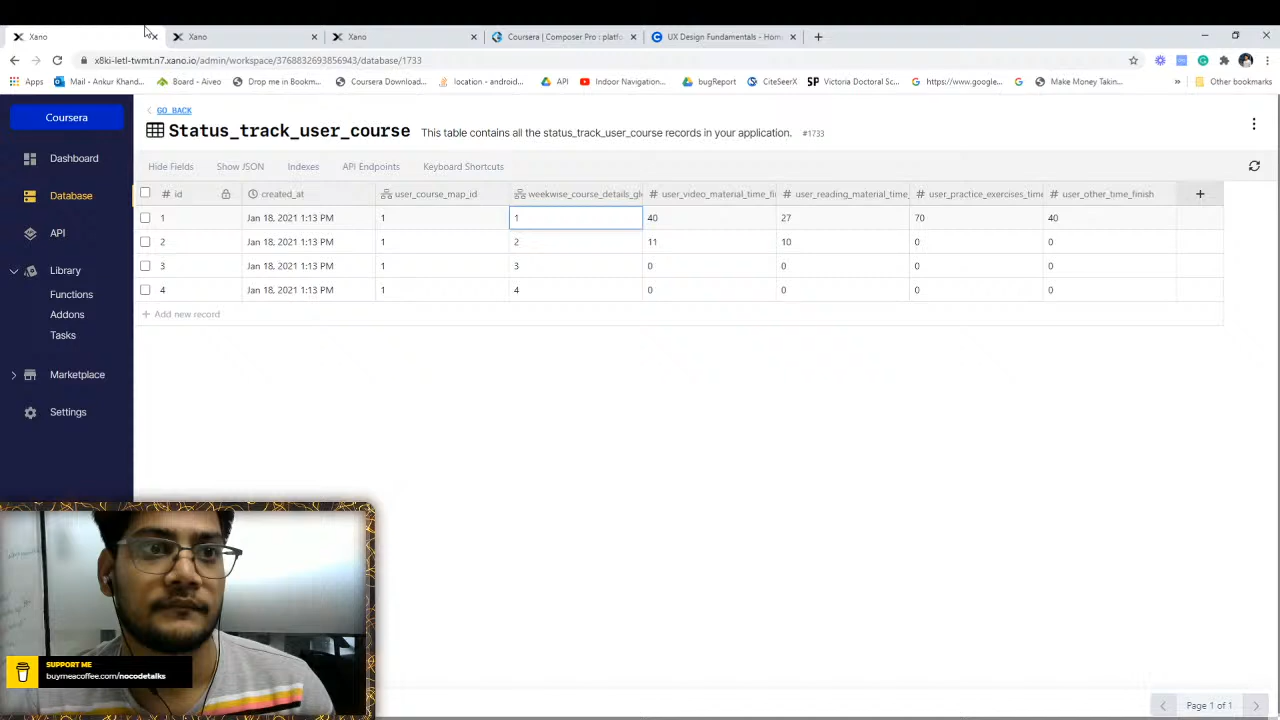 Xano
Xano
Xano
Coursera | Composer Pro : platf
UX Design Fundamentals - Hom
x8ki-letl-twmt.n7.xano.io/admin/workspace/3768832693856943/database/1733
Apps
Mail - Ankur Khand...
Board - Aiveo
Drop me in Bookm...
Coursera Download...
location - android...
API
Indoor Navigation...
bugReport
CiteSeerX
SP Victoria Doctoral Sc...
https://www.google...
Make Money Takin...
Other bookmarks
Coursera
Dashboard
Database
API
Library
Functions
Addons
Tasks
Marketplace
Settings
GO BACK
Status_track_user_course This table contains all the status_track_user_course records in your application. #1733
Hide Fields Show JSON Indexes API Endpoints Keyboard Shortcuts
# id created_at user_course_map_id weekwise_course_details_gl # user_video_material_time_fi # user_reading_material_time_ # user_practice_exercises_time # user_other_time_finish
1 Jan 18, 2021 1:13 PM 1 1 40 27 70 40
2 Jan 18, 2021 1:13 PM 1 2 11 10 0 0
3 Jan 18, 2021 1:13 PM 1 3 0 0 0 0
4 Jan 18, 2021 1:13 PM 1 4 0 0 0 0
+ Add new record
SUPPORT ME
buymeacoffee.com/nocodetalks
Page 1 of 1